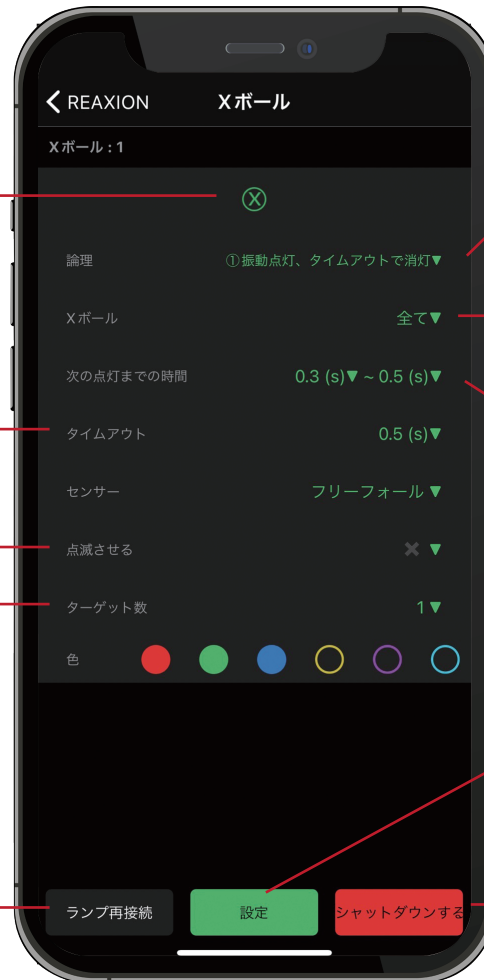 REAXION Xボール
Xボール : 1
X
論理 ①振動点灯、タイムアウトで消灯▼
Xボール 全て▼
次の点灯までの時間 0.3 (s)▼ ~ 0.5 (s)▼
タイムアウト 0.5 (s)▼
センサー フリーフォール ▼
点滅させる ✖ ▼
ターゲット数 1 ▼
色
ランプ再接続 設定 シャットダウンする